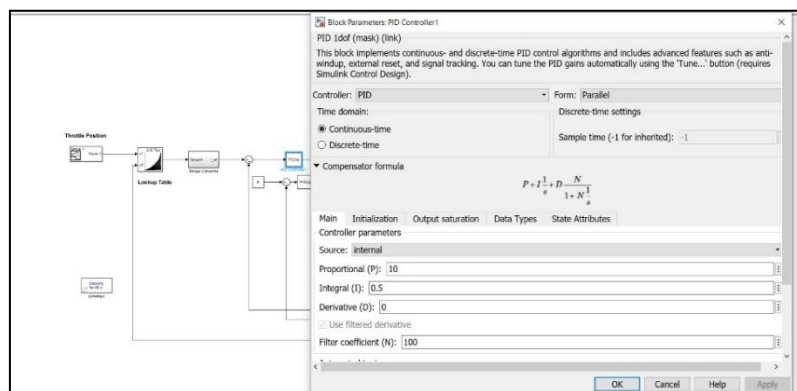 Block Parameters: PID Controller1
PID 1dof (mask) (link)
This block implements continuous- and discrete-time PID control algorithms and includes advanced features such as anti-windup, external reset, and signal tracking. You can tune the PID gains automatically using the 'Tune...' button (requires Simulink Control Design).
Controller: PID
Form: Parallel
Time domain:
Discrete-time settings
Continuous-time
Sample time (-1 for inherited): -1
Discrete-time
Compensator formula
P+I 1/s +D N/(1+N 1/s)
Main Initialization Output saturation Data Types State Attributes
Controller parameters
Source: internal
Proportional (P): 10
Integral (I): 0.5
Derivative (D): 0
Use filtered derivative
Filter coefficient (N): 100
OK Cancel Help Apply
Throttle Position
Lookup Table